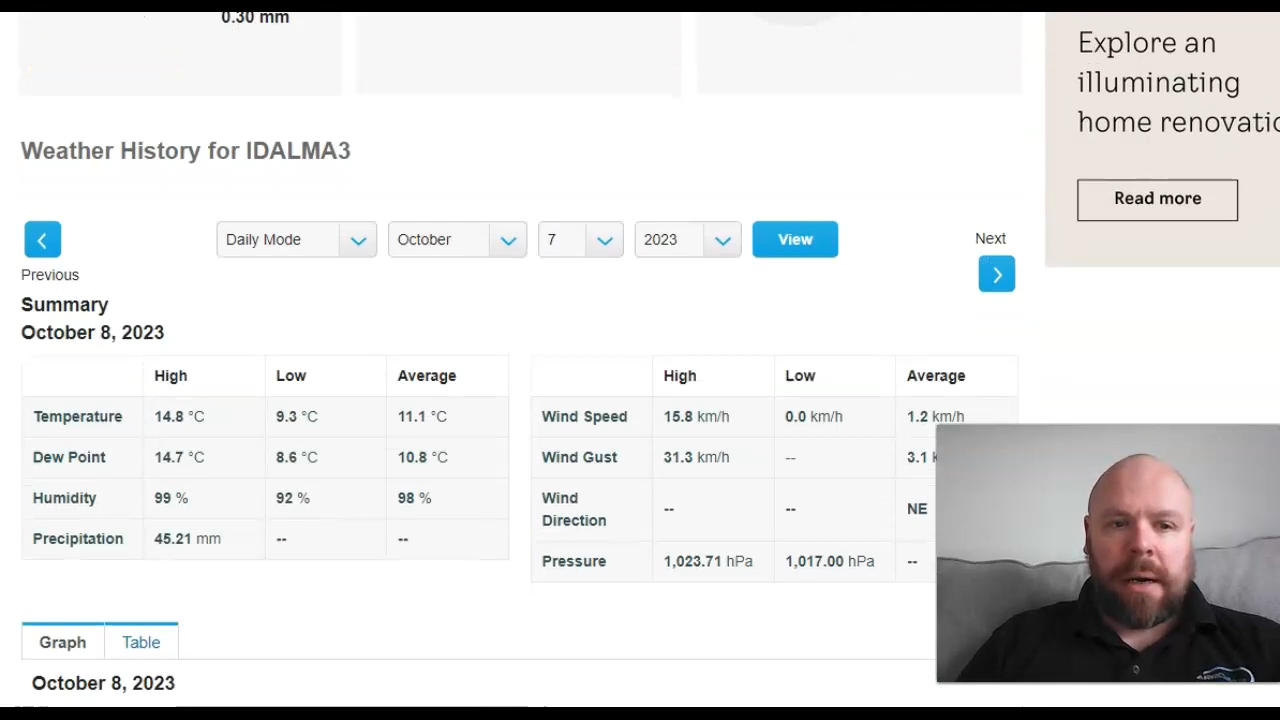 0.30 mm
Explore an
illuminating
home renovatio
Read more
Weather History for IDALMA3
Daily Mode October 7 2023 View
Previous
Next
Summary
October 8, 2023
High Low Average
Temperature 14.8 °C 9.3 °C 11.1 °C
Dew Point 14.7 °C 8.6 °C 10.8 °C
Humidity 99 % 92 % 98 %
Precipitation 45.21 mm -- --
High Low Average
Wind Speed 15.8 km/h 0.0 km/h 1.2 km/h
Wind Gust 31.3 km/h -- 3.1 k
Wind
Direction -- -- NE
Pressure 1,023.71 hPa 1,017.00 hPa --
Graph Table
October 8, 2023